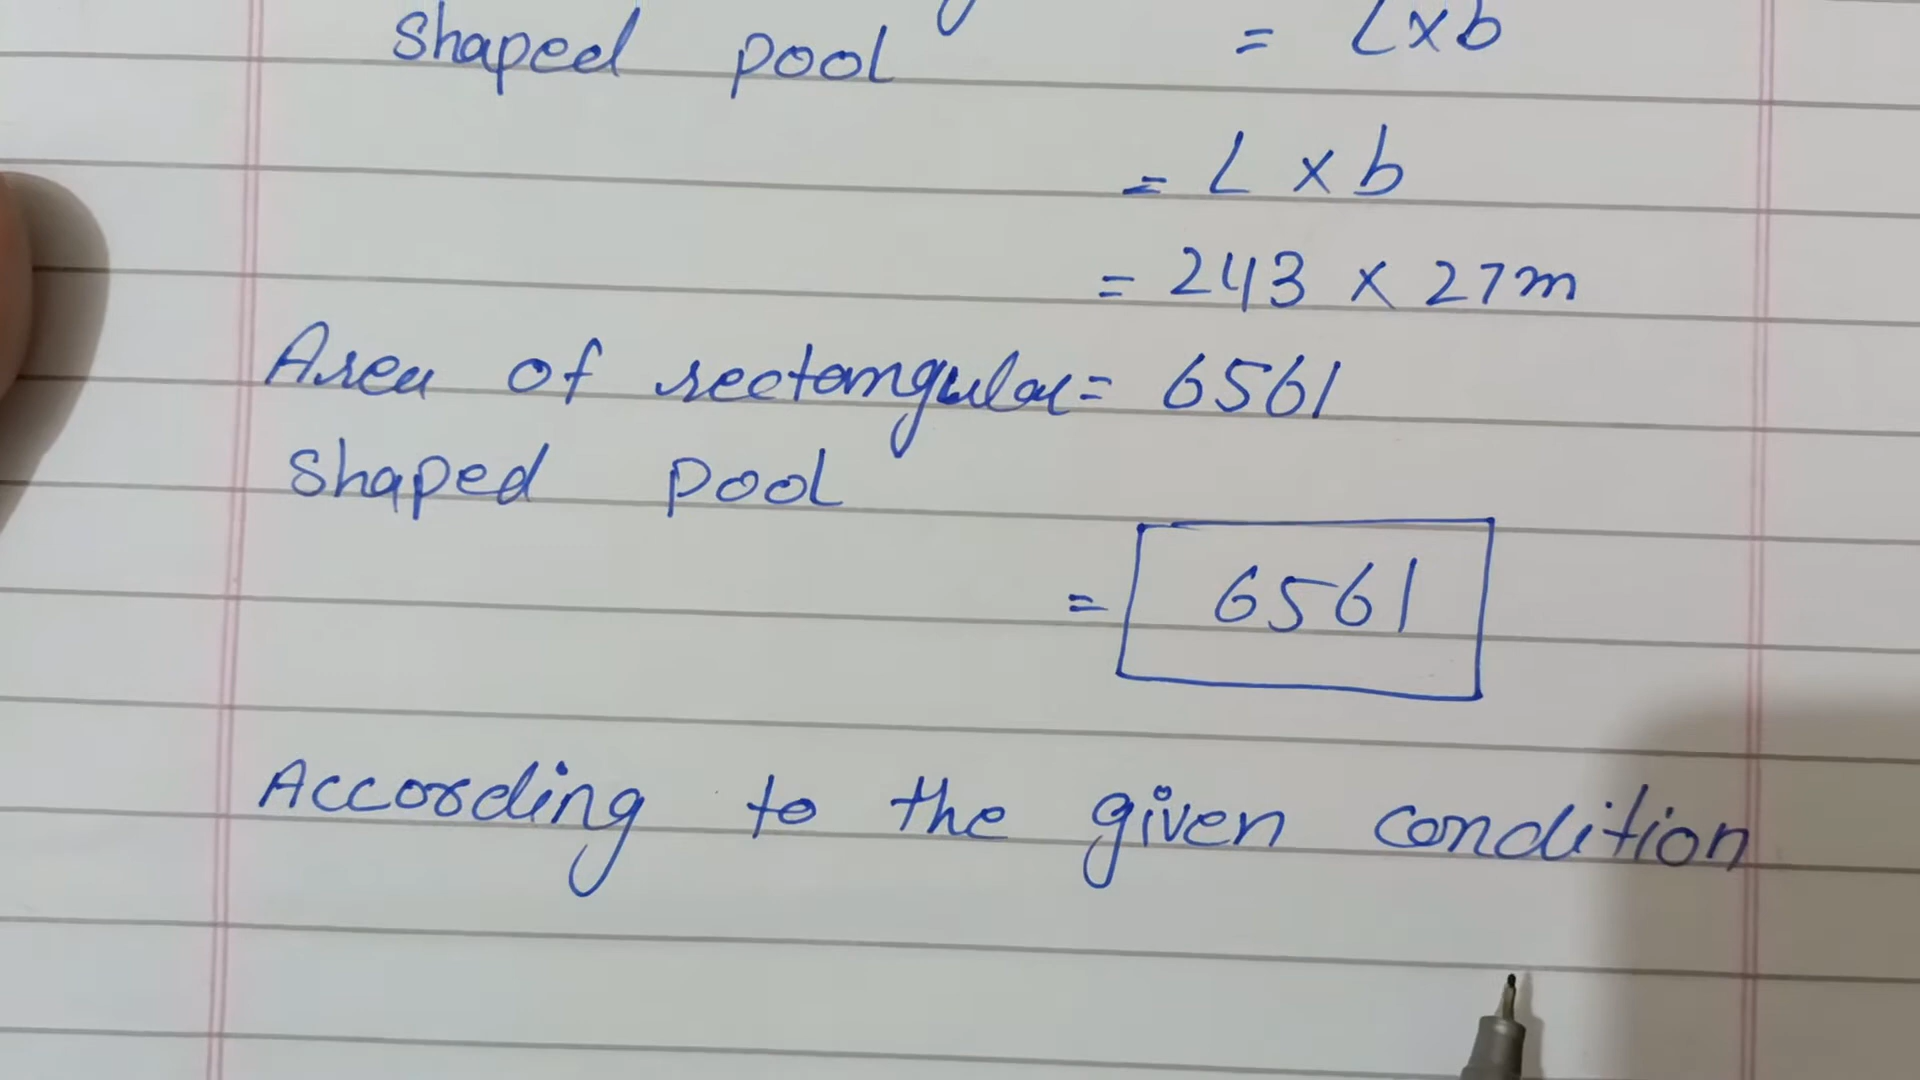 shaped pool = L×b
= L × b
= 243 × 27m
Area of rectangular = 6561
shaped pool
= 6561
According to the given condition